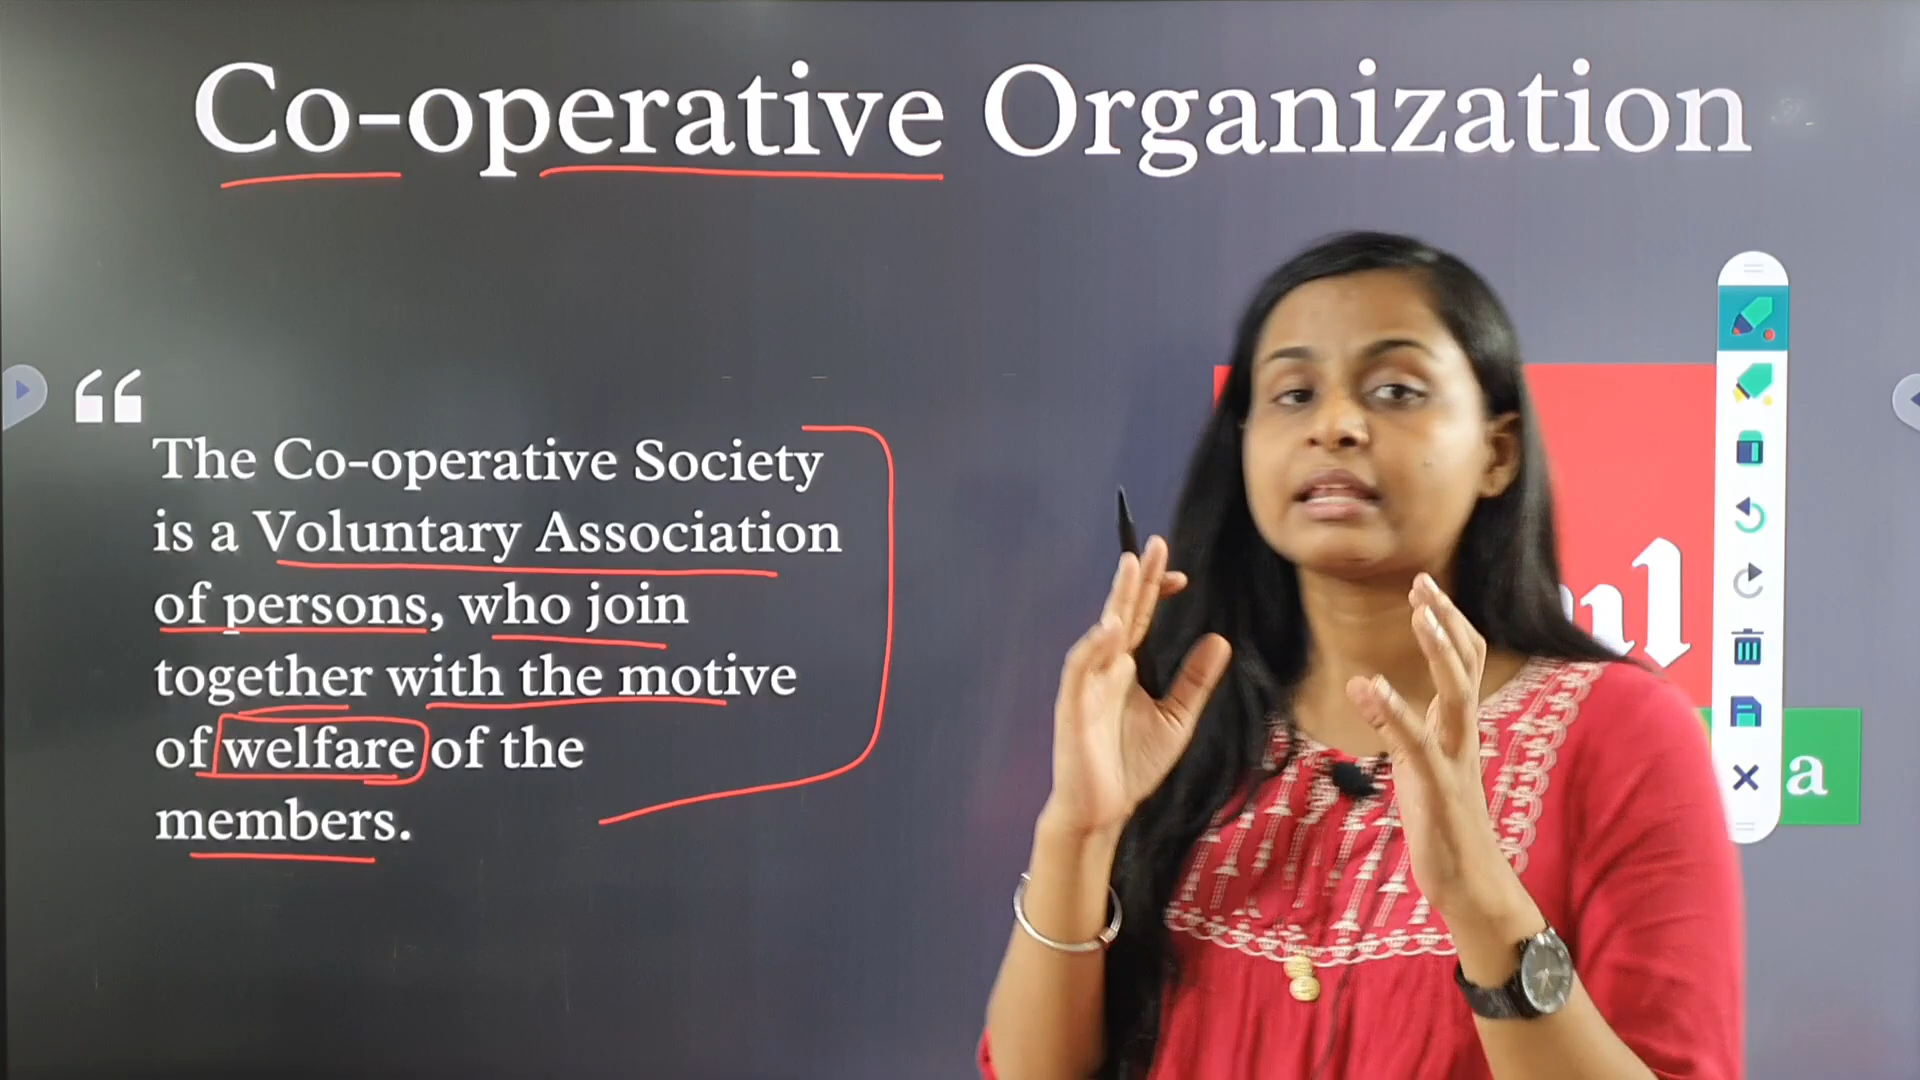 Co-operative Organization
“
The Co-operative Society
is a Voluntary Association
of persons, who join
together with the motive
of welfare of the
members.
a